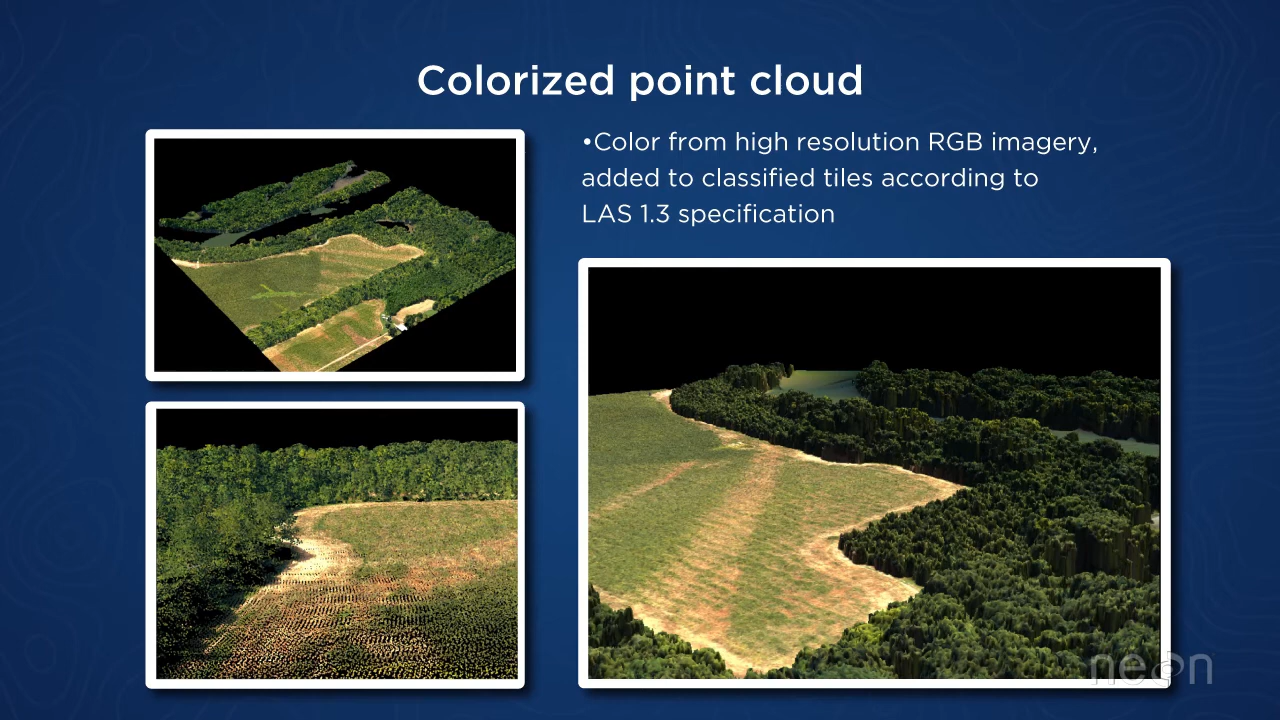 Colorized point cloud
•Color from high resolution RGB imagery,
added to classified tiles according to
LAS 1.3 specification
neon